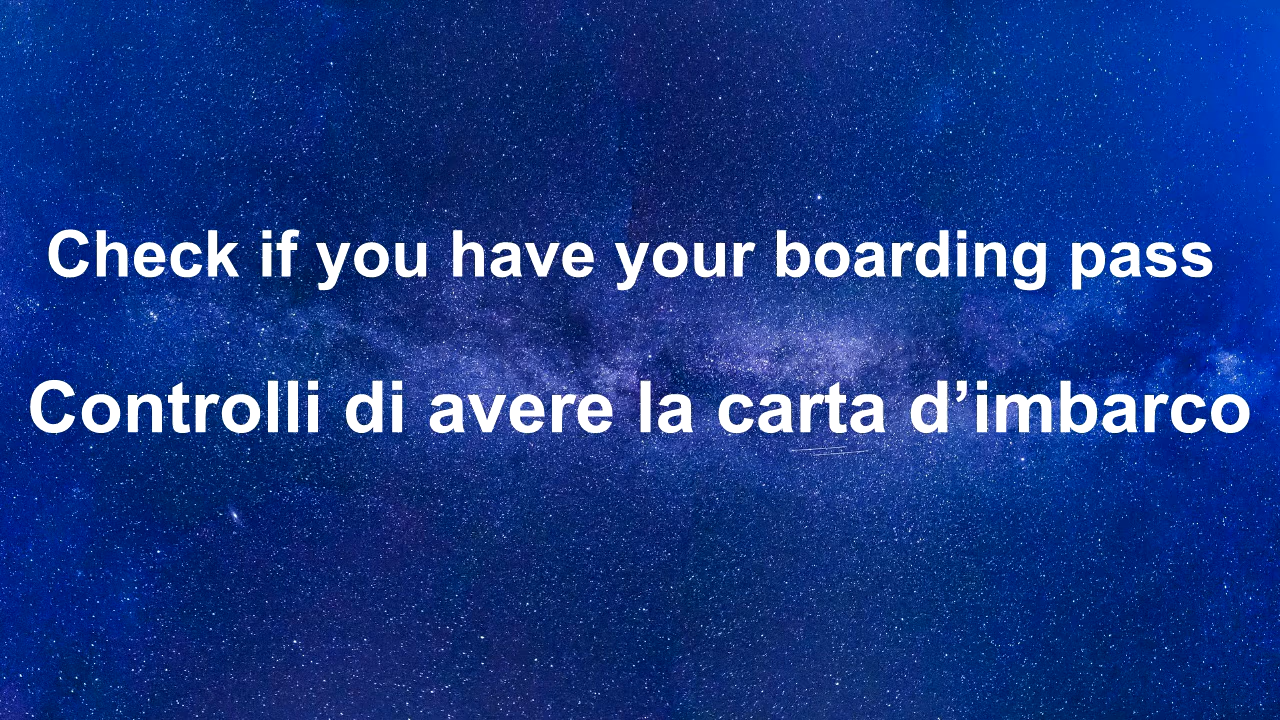 Check if you have your boarding pass
Controlli di avere la carta d’imbarco